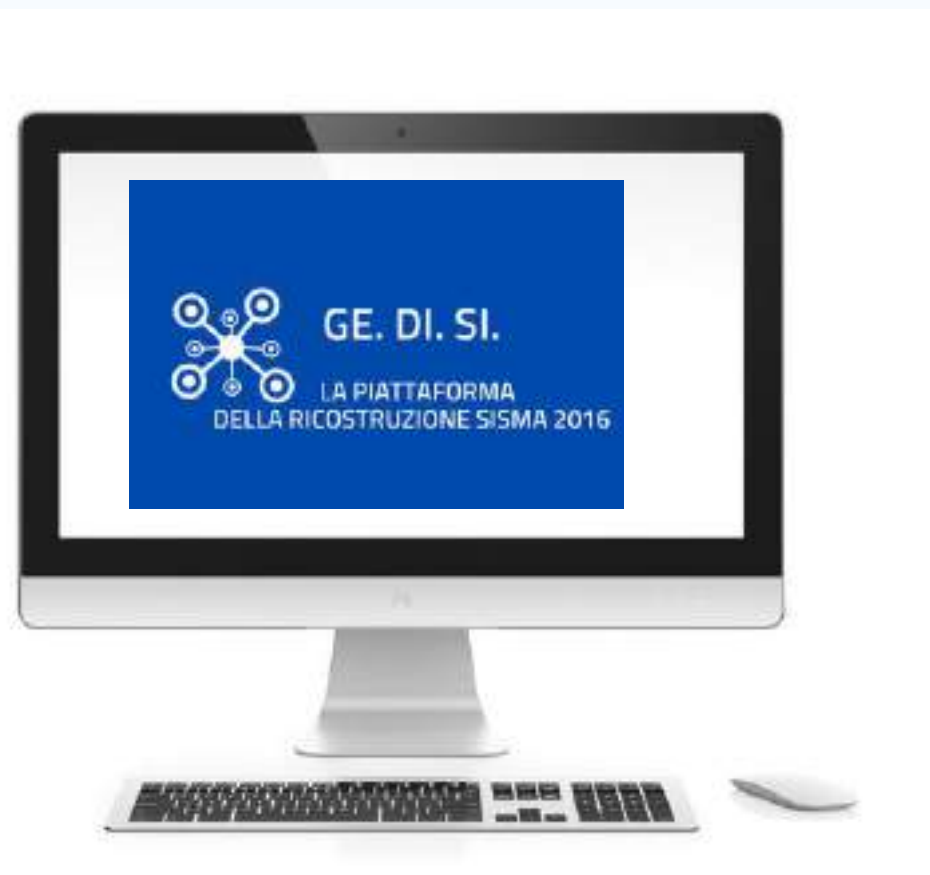 GE. DI. SI.
LA PIATTAFORMA
DELLA RICOSTRUZIONE SISMA 2016